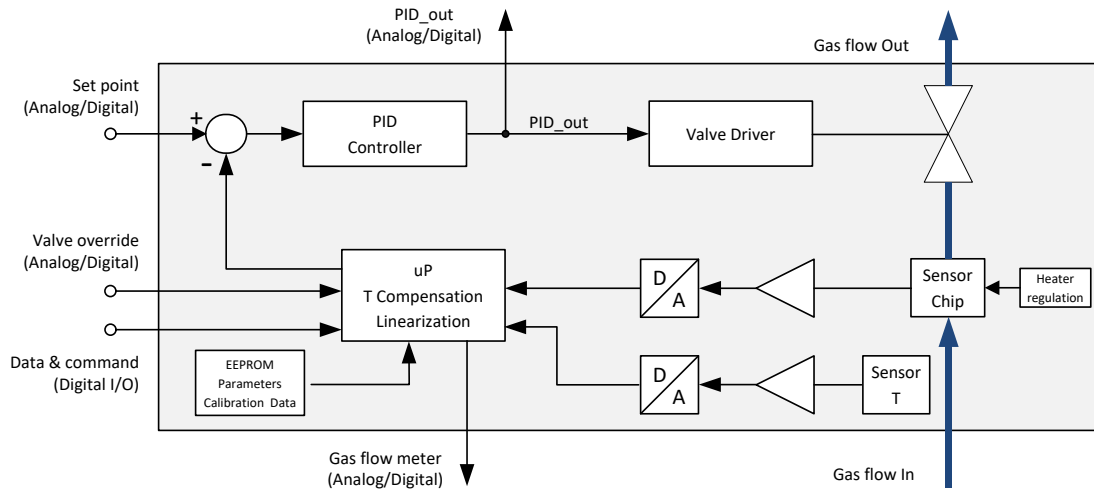 PID_out
(Analog/Digital)
Gas flow Out
Set point
(Analog/Digital)
+
-
PID
Controller
PID_out
Valve Driver
Valve override
(Analog/Digital)
uP
T Compensation
Linearization
D
A
Sensor
Chip
Heater
regulation
Data & command
(Digital I/O)
EEPROM
Parameters
Calibration Data
D
A
Sensor
T
Gas flow meter
(Analog/Digital)
Gas flow In